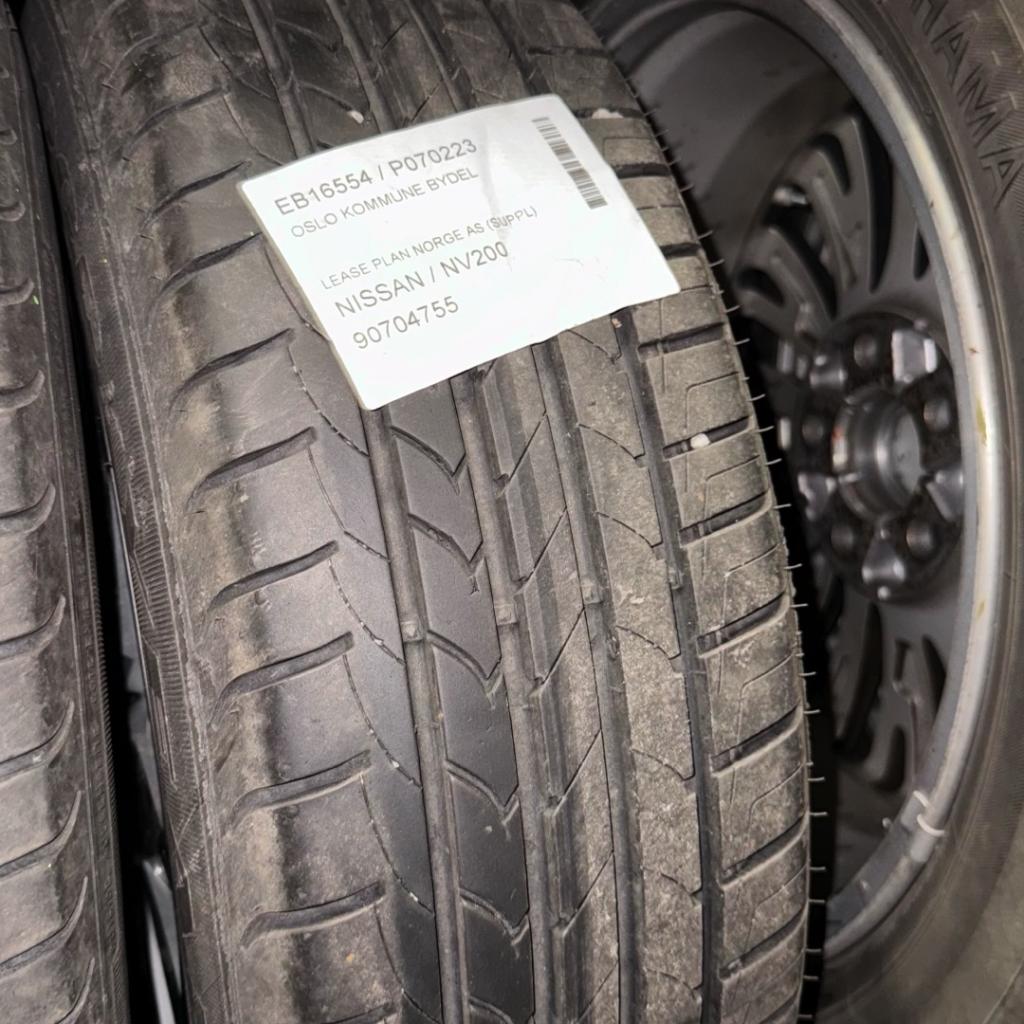 EB16554 / P070223
OSLO KOMMUNE BYDEL
LEASE PLAN NORGE AS (SUPPL)
NISSAN / NV200
90704755